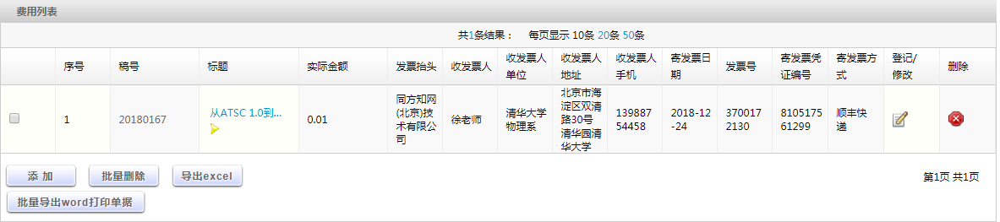 费用列表
共1条结果： 每页显示 10条 20条 50条
序号 稿号 标题 实际金额 发票抬头 收发票人 收发票人单位 收发票人地址 收发票人手机 寄发票日期 发票号 寄发票凭证编号 寄发票方式 登记/修改 删除
1 20180167 从ATSC 1.0到... 0.01 同方知网(北京)技术有限公司 徐老师 清华大学物理系 北京市海淀区双清路30号清华园清华大学 13988754458 2018-12-24 3700172130 810517561299 顺丰快递
添 加 批量删除 导出excel 第1页 共1页
批量导出word打印单据